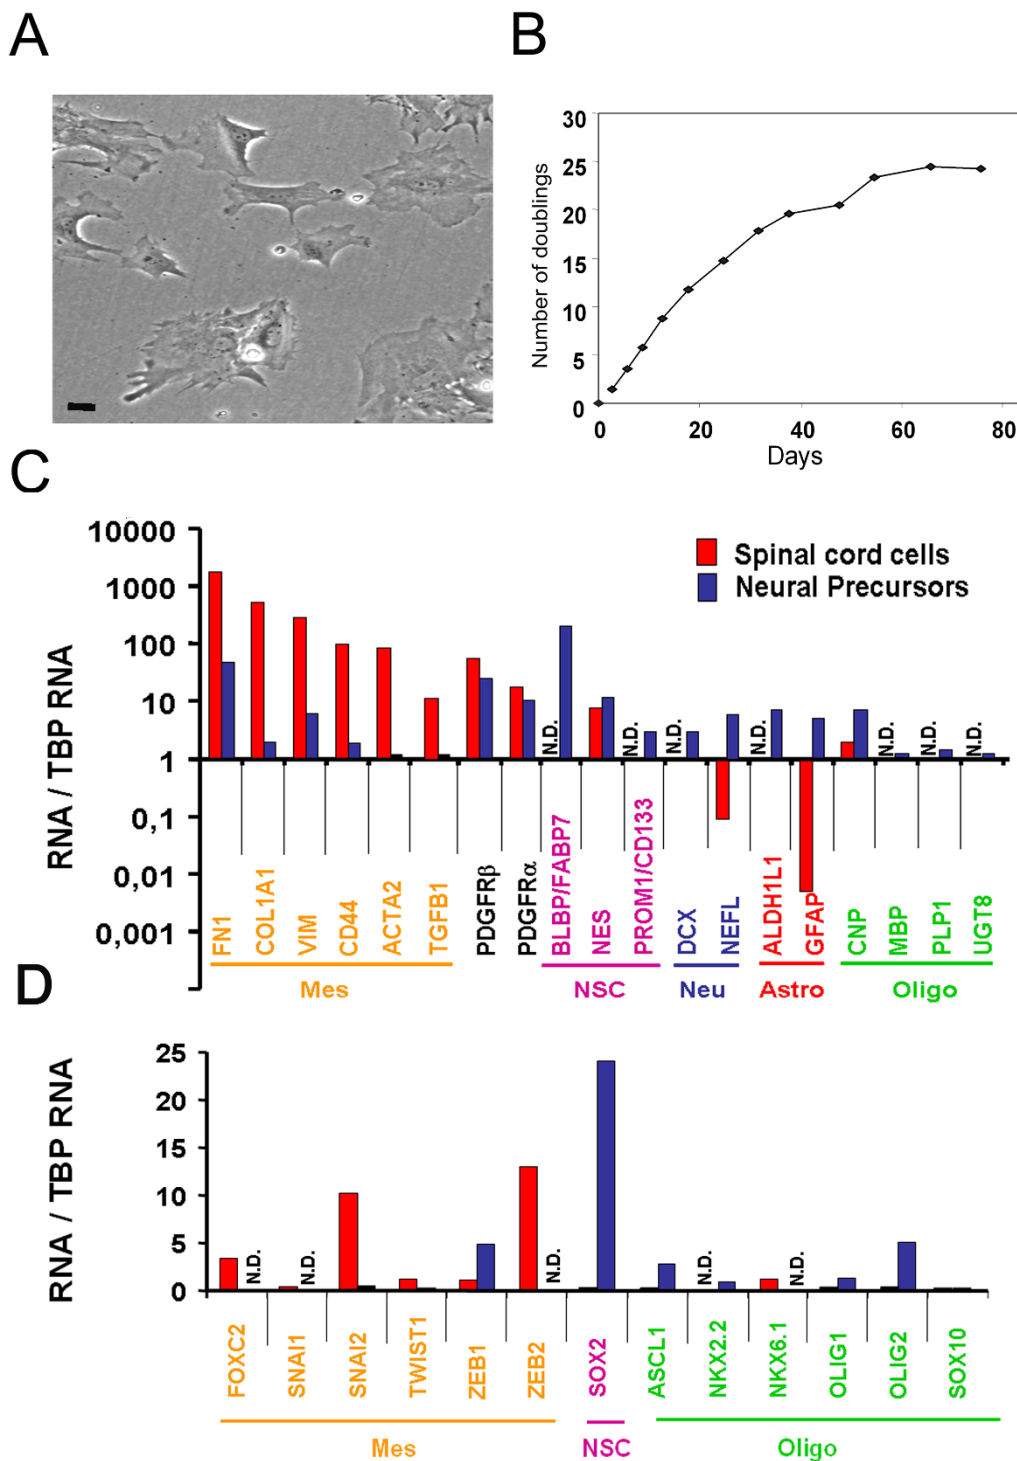 A
B
30
25
20
15
10
5
0
Number of doublings
0 20 40 60 80
Days
C
10000
1000
100
10
1
0,1
0,01
0,001
RNA / TBP RNA
Spinal cord cells
Neural Precursors
N.D. N.D. N.D. N.D. N.D. N.D. N.D.
FN1 COL1A1 VIM CD44 ACTA2 TGFB1 PDGFRβ PDGFRα BLBP/FABP7 NES PROM1/CD133 DCX NEFL ALDH1L1 GFAP CNP MBP PLP1 UGT8
Mes NSC Neu Astro Oligo
D
25
20
15
10
5
0
RNA / TBP RNA
N.D. N.D. N.D. N.D. N.D.
FOXC2 SNAI1 SNAI2 TWIST1 ZEB1 ZEB2 SOX2 ASCL1 NKX2.2 NKX6.1 OLIG1 OLIG2 SOX10
Mes NSC Oligo